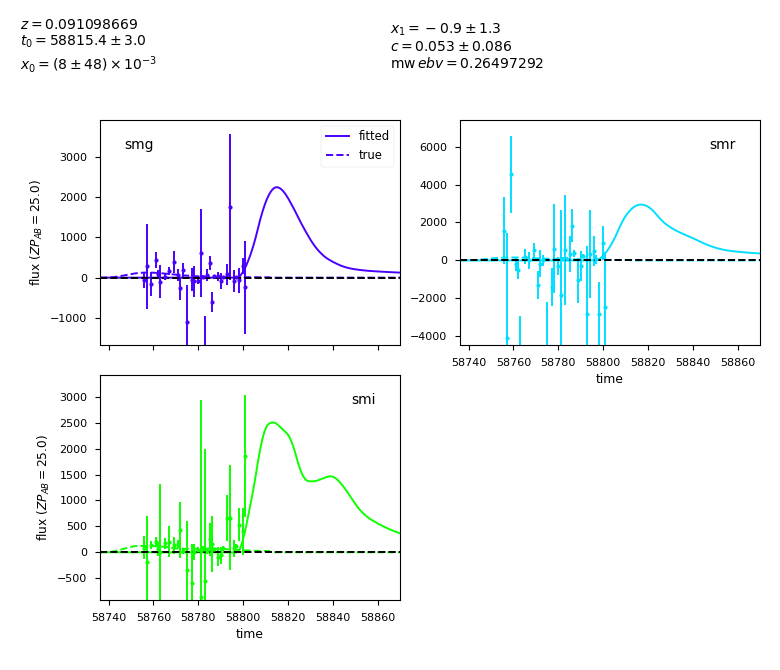 z = 0.091098669
t₀ = 58815.4 ± 3.0
x₀ = (8 ± 48) × 10⁻³
x₁ = −0.9 ± 1.3
c = 0.053 ± 0.086
mw ebv = 0.26497292
smg
fitted
true
3000
2000
1000
0
−1000
flux (ZP_AB = 25.0)
smr
6000
4000
2000
0
−2000
−4000
58740 58760 58780 58800 58820 58840 58860
time
smi
3000
2500
2000
1500
1000
500
0
−500
flux (ZP_AB = 25.0)
58740 58760 58780 58800 58820 58840 58860
time